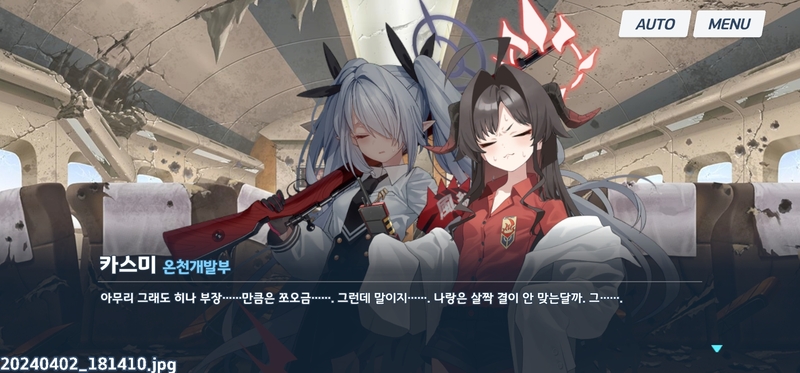 AUTO MENU
카스미 온천개발부
아무리 그래도 히나 부장……만큼은 쪼오금……. 그런데 말이지……. 나랑은 살짝 결이 안 맞는달까. 그…….
20240402_181410.jpg